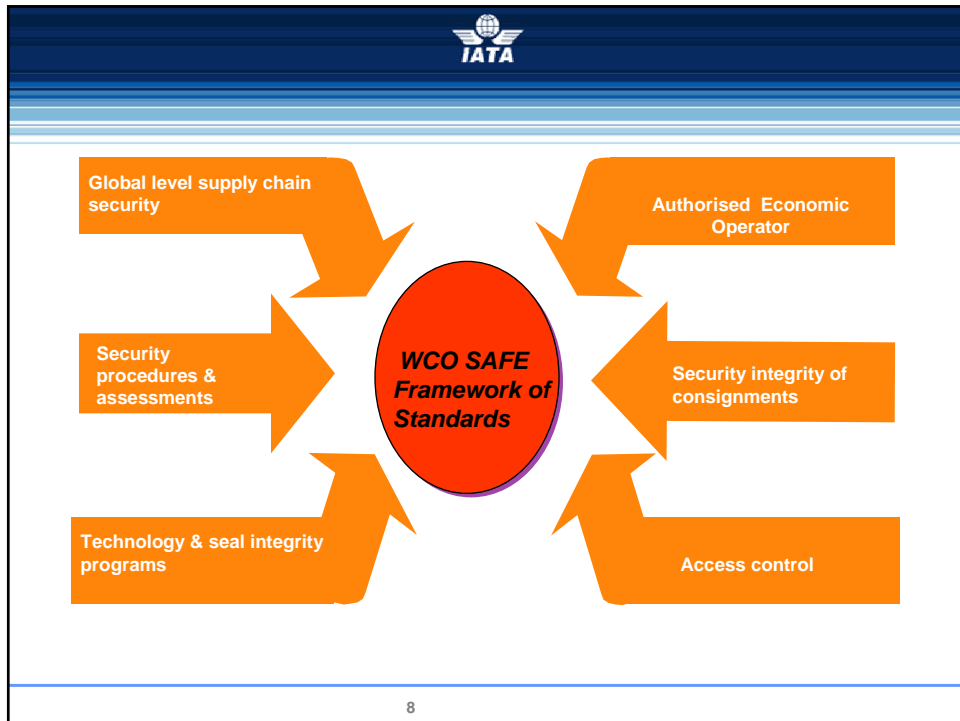 IATA
Global level supply chain
security
Authorised Economic
Operator
Security
procedures &
assessments
WCO SAFE
Framework of
Standards
Security integrity of
consignments
Technology & seal integrity
programs
Access control
8